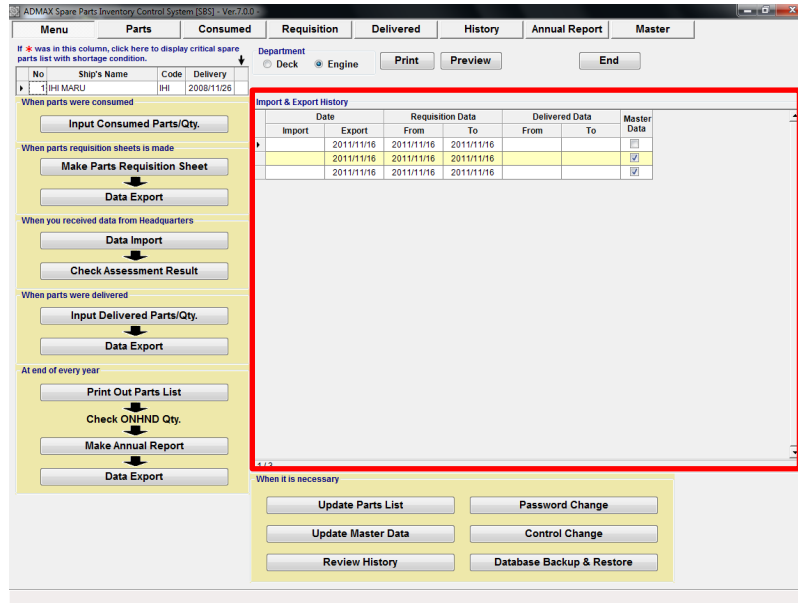 ADMAX Spare Parts Inventory Control System [SBS] - Ver.7.0.0 -
Menu Parts Consumed Requisition Delivered History Annual Report Master
If * was in this column, click here to display critical spare
parts list with shortage condition.
Department
Deck Engine Print Preview End
No Ship's Name Code Delivery
1 IHI MARU IHI 2008/11/26
When parts were consumed
Input Consumed Parts/Qty.
When parts requisition sheets is made
Make Parts Requisition Sheet
Data Export
When you received data from Headquarters
Data Import
Check Assessment Result
When parts were delivered
Input Delivered Parts/Qty.
Data Export
At end of every year
Print Out Parts List
Check ONHND Qty.
Make Annual Report
Data Export
Import & Export History
Date Requisition Data Delivered Data Master
Import Export From To From To Data
2011/11/16 2011/11/16 2011/11/16
2011/11/16 2011/11/16 2011/11/16
2011/11/16 2011/11/16 2011/11/16
1/3
When it is necessary
Update Parts List Password Change
Update Master Data Control Change
Review History Database Backup & Restore